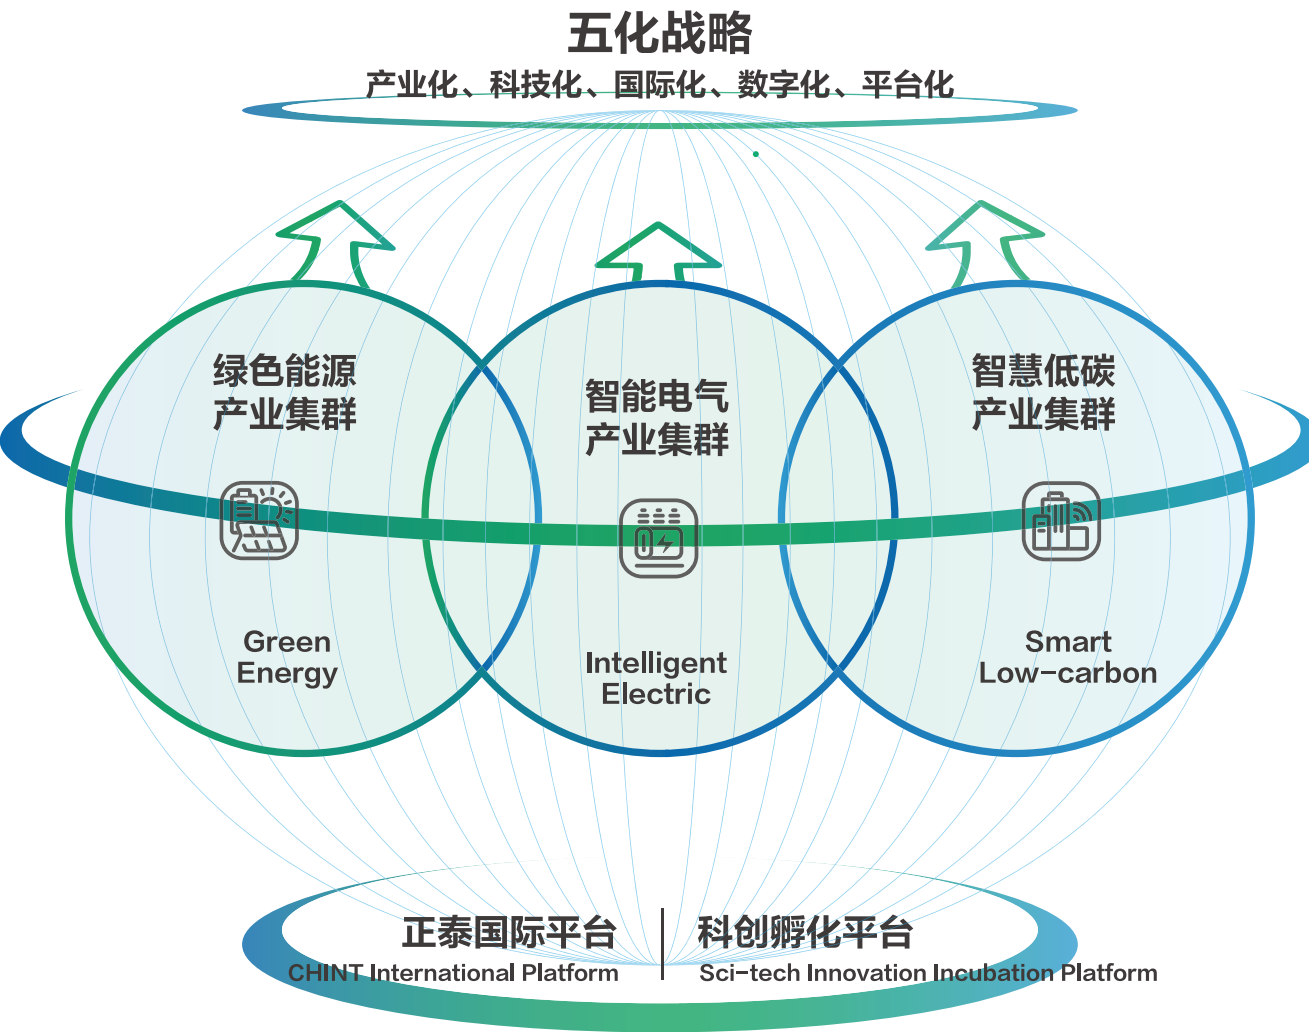 五化战略
产业化、科技化、国际化、数字化、平台化
绿色能源
产业集群
Green
Energy
智能电气
产业集群
Intelligent
Electric
智慧低碳
产业集群
Smart
Low-carbon
正泰国际平台
CHINT International Platform
科创孵化平台
Sci-tech Innovation Incubation Platform